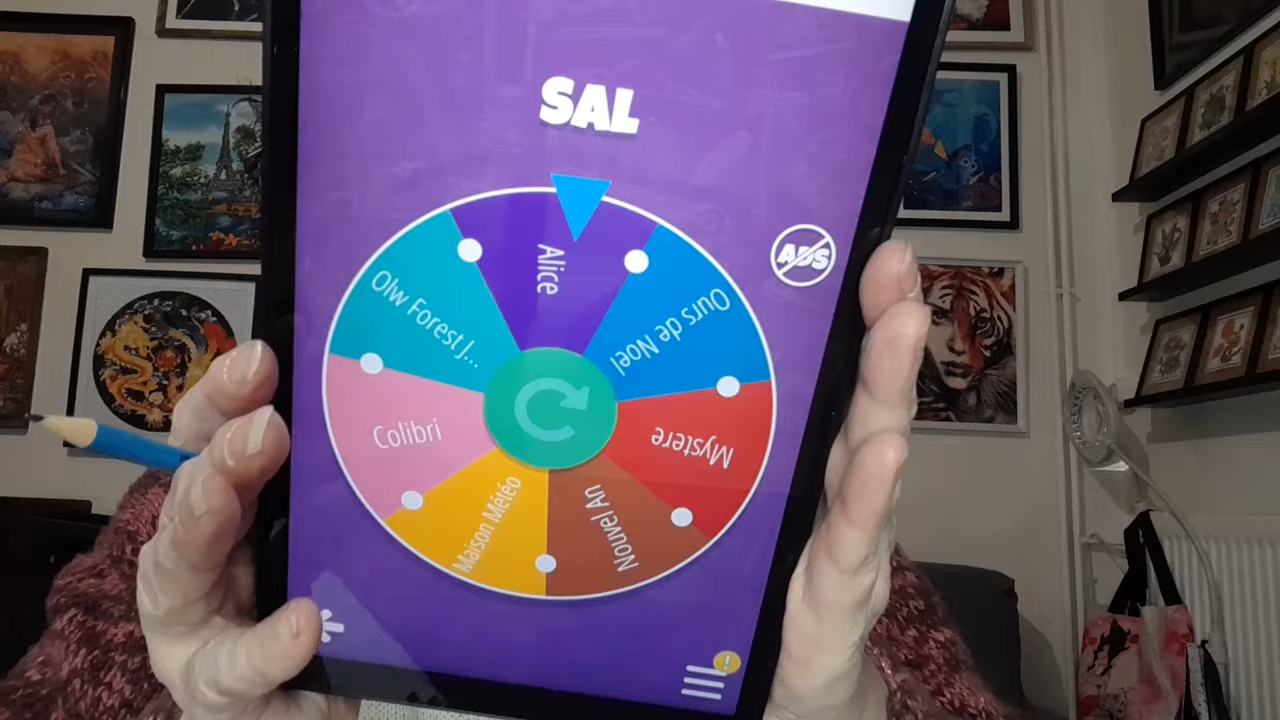 SAL
Alice
Ours de Noel
Mystere
Nouvel An
Maison Météo
Colibri
Olw Forest J...
ADS
!